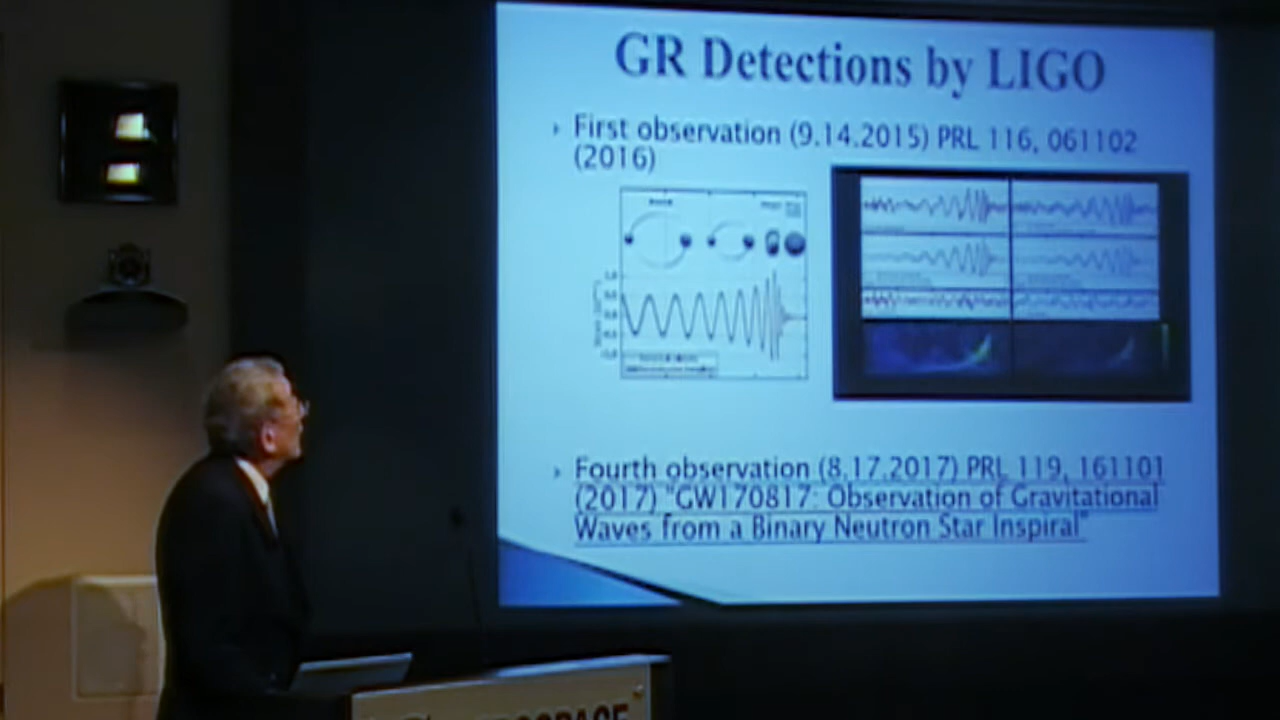 GR Detections by LIGO
First observation (9.14.2015) PRL 116, 061102
(2016)
Fourth observation (8.17.2017) PRL 119, 161101
(2017) "GW170817: Observation of Gravitational
Waves from a Binary Neutron Star Inspiral"